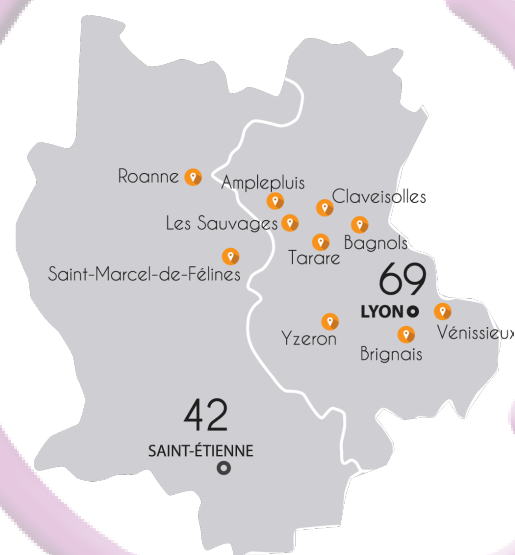 Roanne
Amplepluis
Claveisolles
Les Sauvages
Bagnols
Tarare
Saint-Marcel-de-Félines
69
LYON
Yzeron
Vénissieux
Brignais
42
SAINT-ÉTIENNE